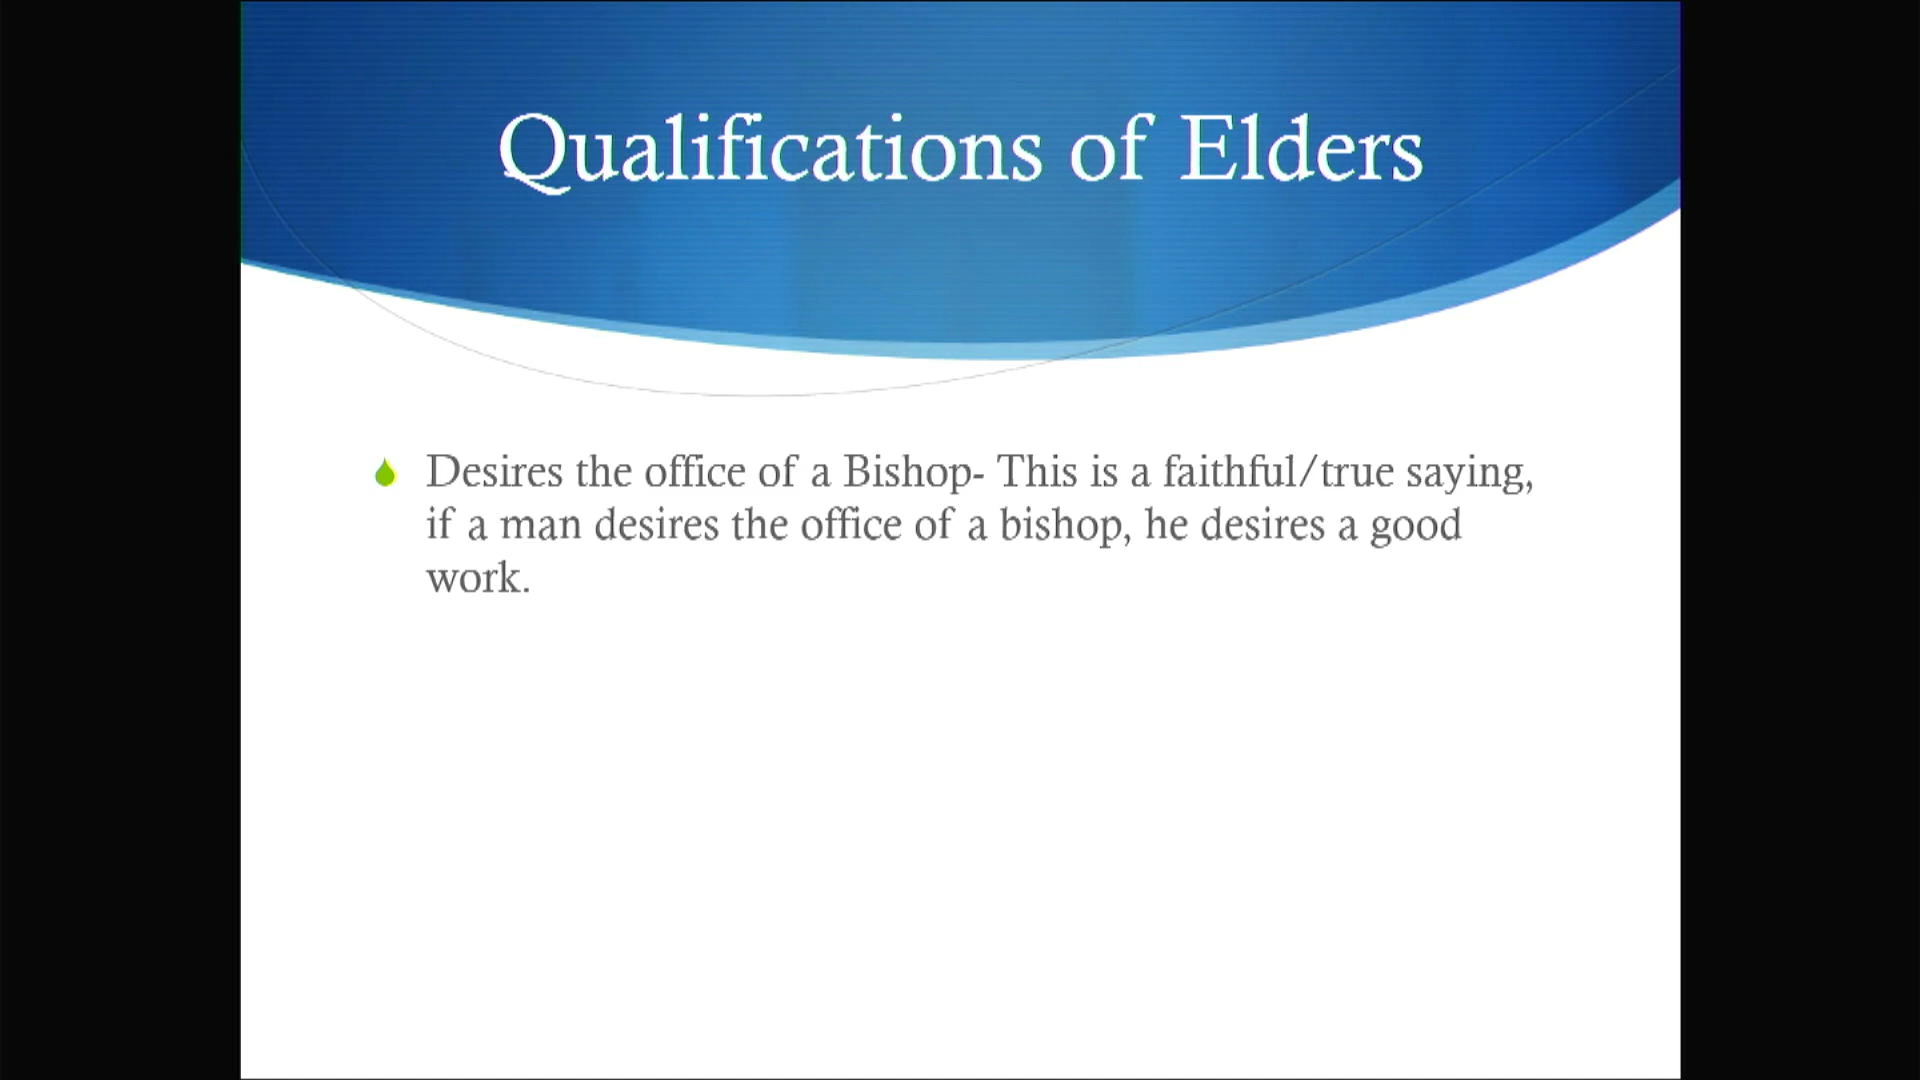 Qualifications of Elders
Desires the office of a Bishop- This is a faithful/true saying,
if a man desires the office of a bishop, he desires a good
work.